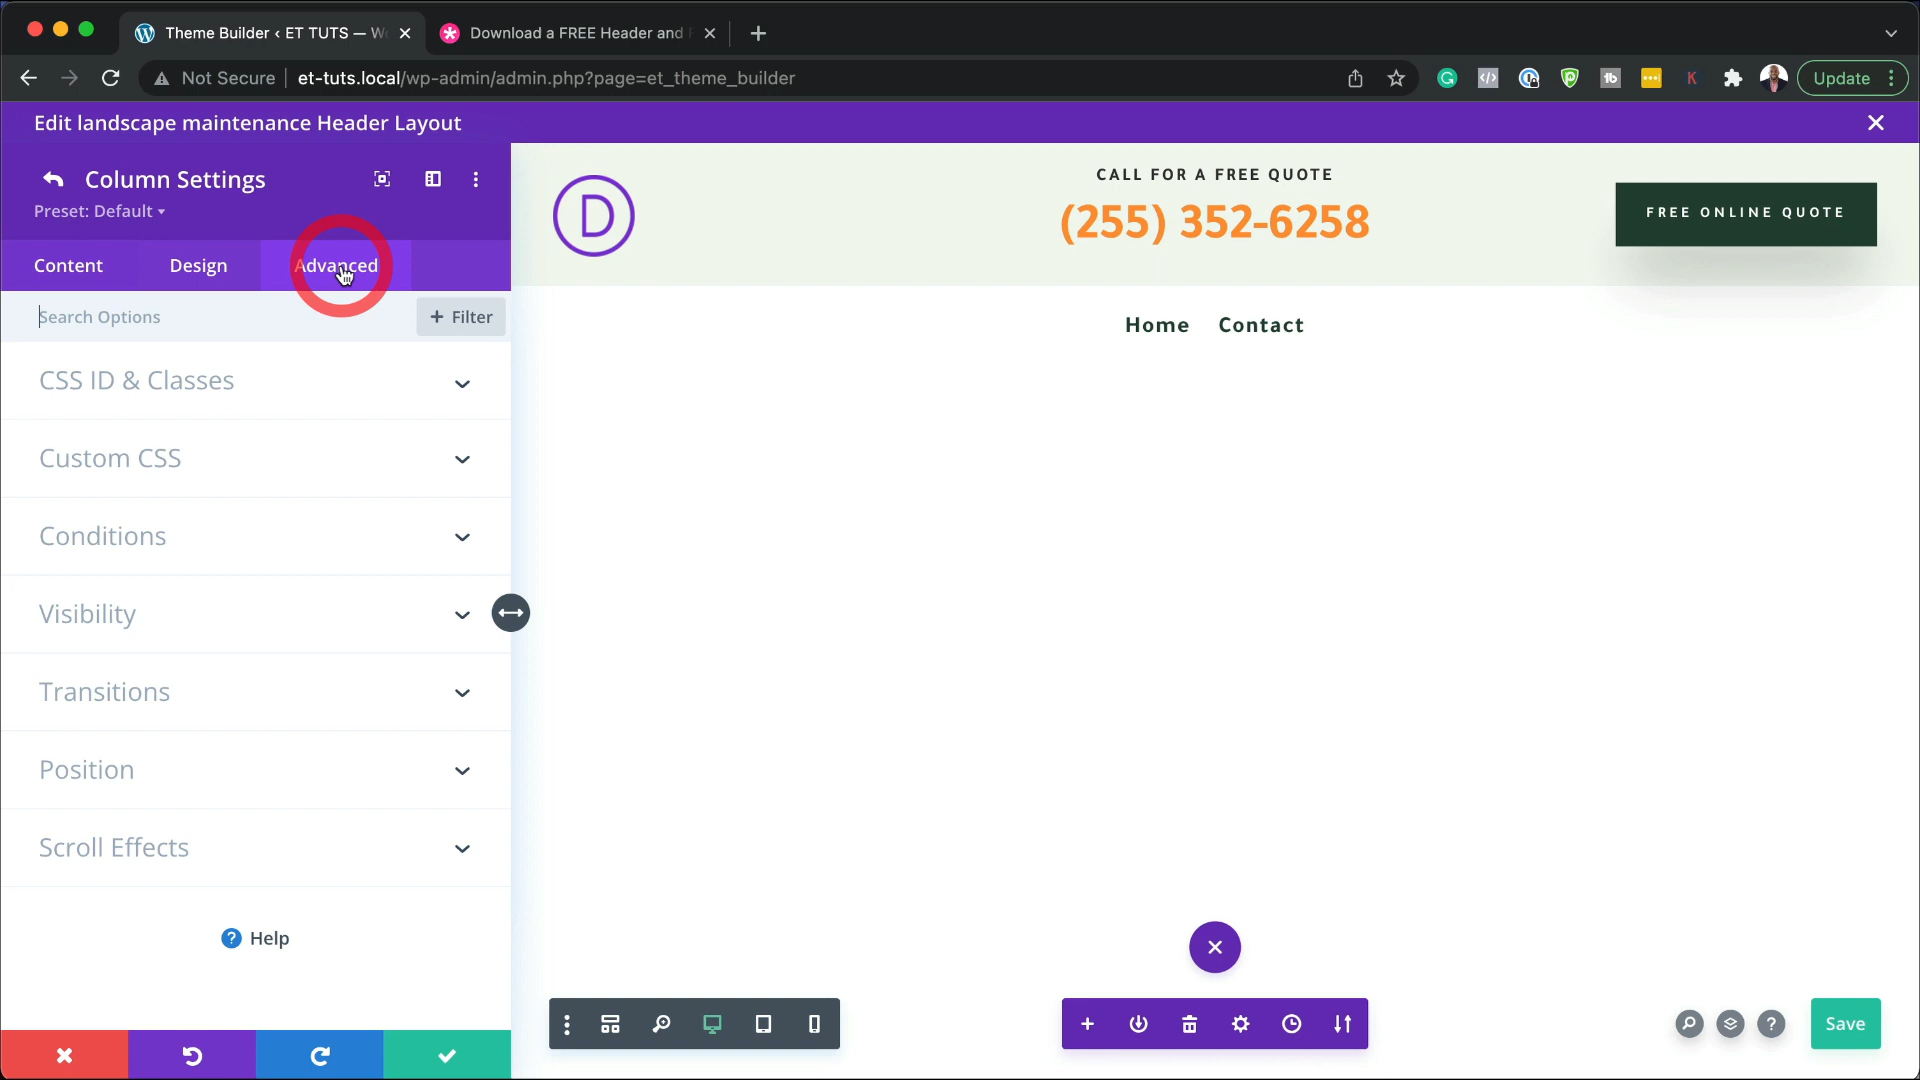 Theme Builder ‹ ET TUTS — W
Download a FREE Header and
Not Secure
et-tuts.local/wp-admin/admin.php?page=et_theme_builder
Update
Edit landscape maintenance Header Layout
Column Settings
Preset: Default
Content
Design
Advanced
Search Options
+ Filter
CSS ID & Classes
Custom CSS
Conditions
Visibility
Transitions
Position
Scroll Effects
? Help
D
CALL FOR A FREE QUOTE
(255) 352-6258
FREE ONLINE QUOTE
Home
Contact
?
Save